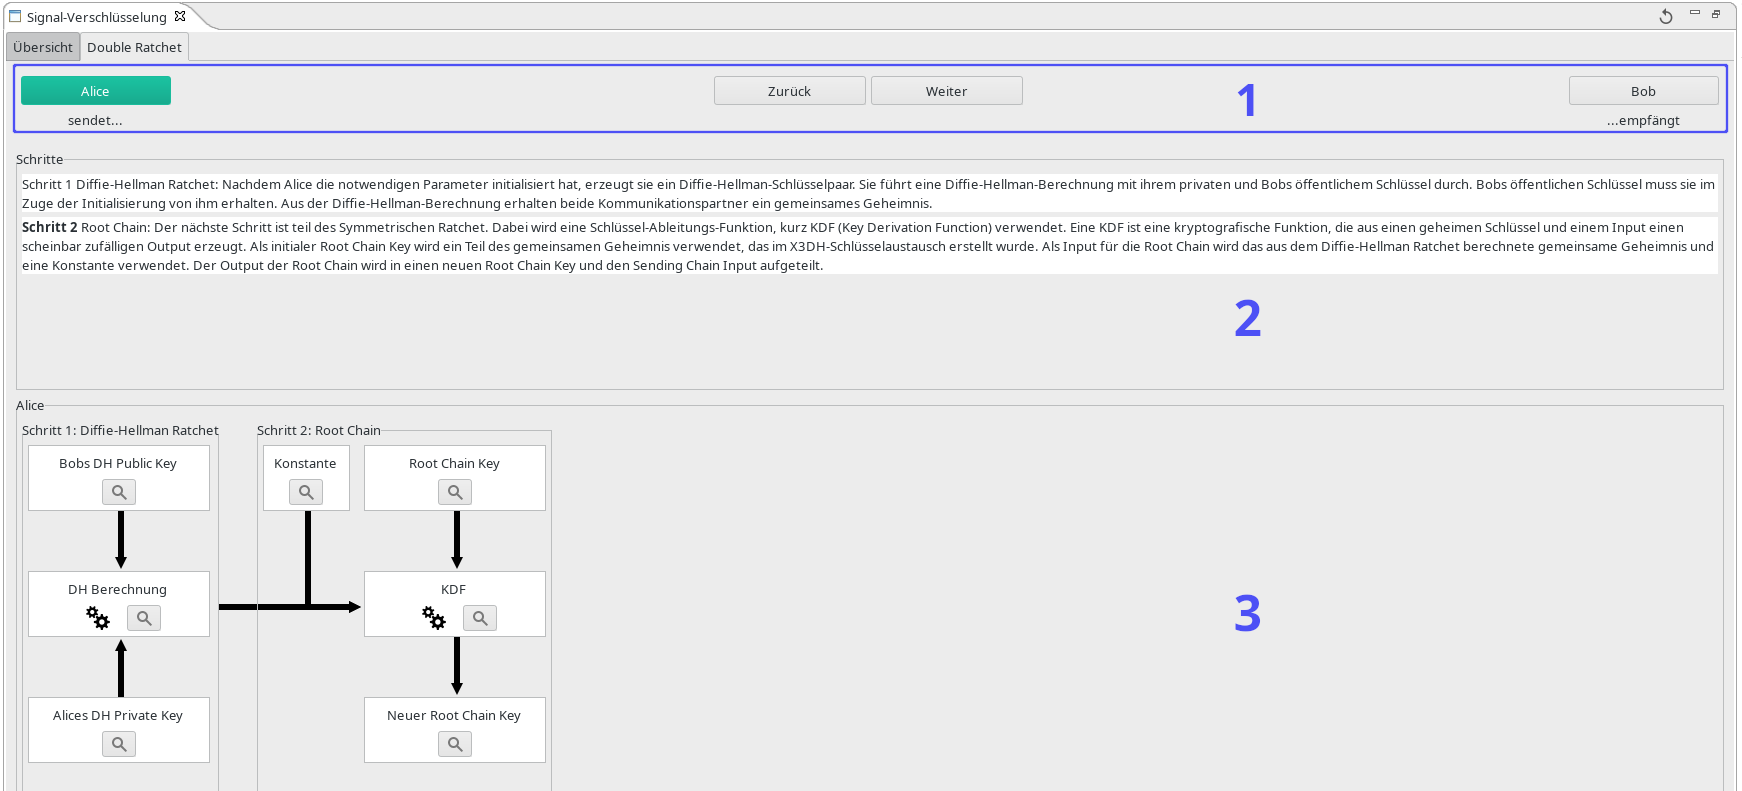 Signal-Verschlüsselung
Übersicht
Double Ratchet
Alice
Zurück
Weiter
1
Bob
sendet...
...empfängt
Schritte
Schritt 1 Diffie-Hellman Ratchet: Nachdem Alice die notwendigen Parameter initialisiert hat, erzeugt sie ein Diffie-Hellman-Schlüsselpaar. Sie führt eine Diffie-Hellman-Berechnung mit ihrem privaten und Bobs öffentlichem Schlüssel durch. Bobs öffentlichen Schlüssel muss sie im
Zuge der Initialisierung von ihm erhalten. Aus der Diffie-Hellman-Berechnung erhalten beide Kommunikationspartner ein gemeinsames Geheimnis.
Schritt 2 Root Chain: Der nächste Schritt ist teil des Symmetrischen Ratchet. Dabei wird eine Schlüssel-Ableitungs-Funktion, kurz KDF (Key Derivation Function) verwendet. Eine KDF ist eine kryptografische Funktion, die aus einen geheimen Schlüssel und einem Input einen
scheinbar zufälligen Output erzeugt. Als initialer Root Chain Key wird ein Teil des gemeinsamen Geheimnis verwendet, das im X3DH-Schlüsselaustausch erstellt wurde. Als Input für die Root Chain wird das aus dem Diffie-Hellman Ratchet berechnete gemeinsame Geheimnis und
eine Konstante verwendet. Der Output der Root Chain wird in einen neuen Root Chain Key und den Sending Chain Input aufgeteilt.
2
Alice
Schritt 1: Diffie-Hellman Ratchet
Schritt 2: Root Chain
Bobs DH Public Key
Konstante
Root Chain Key
DH Berechnung
KDF
3
Alices DH Private Key
Neuer Root Chain Key